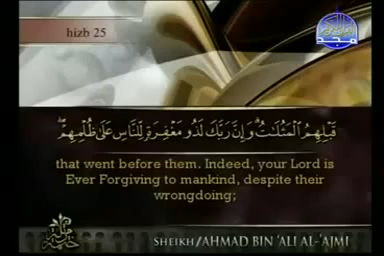 hizb 25
قَبْلِهِمُ ٱلْمَثُلَٰتُ ۗ وَإِنَّ رَبَّكَ لَذُو مَغْفِرَةٍ لِّلنَّاسِ عَلَىٰ ظُلْمِهِمْ ۖ
that went before them. Indeed, your Lord is
Ever Forgiving to mankind, despite their
wrongdoing;
SHEIKH/AHMAD BIN 'ALI AL-'AJMI